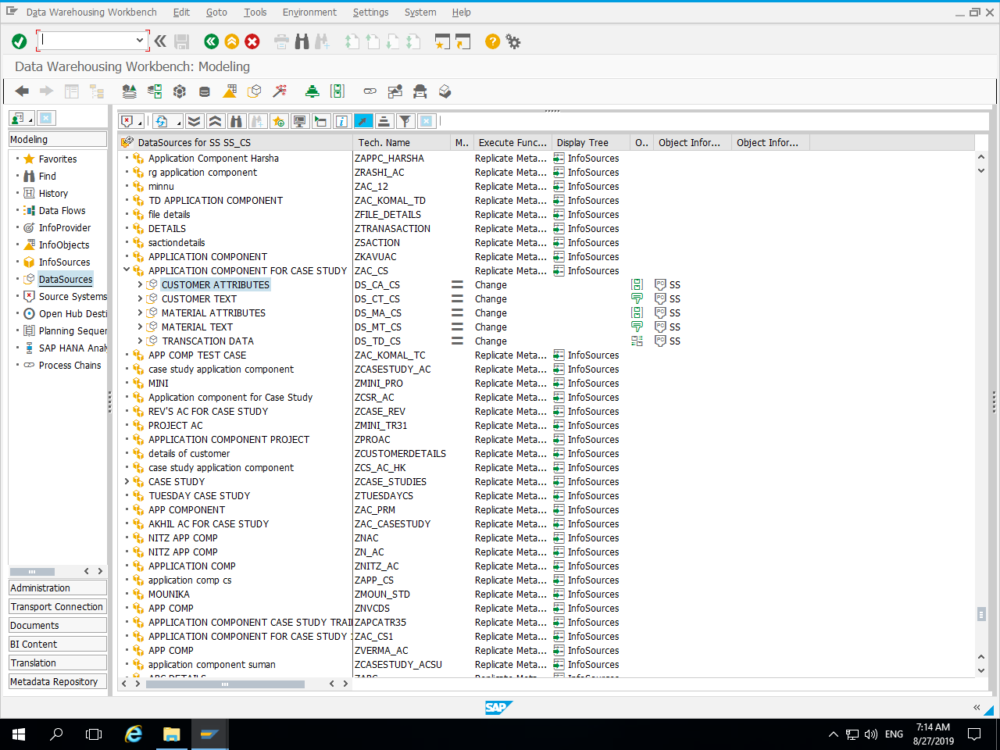 Data Warehousing Workbench Edit Goto Tools Environment Settings System Help
Data Warehousing Workbench: Modeling
Modeling
Favorites
Find
History
Data Flows
InfoProvider
InfoObjects
InfoSources
DataSources
Source Systems
Open Hub Desti
Planning Sequer
SAP HANA Anal
Process Chains
Administration
Transport Connection
Documents
BI Content
Translation
Metadata Repository
DataSources for SS SS_CS Tech. Name M.. Execute Func... Display Tree O.. Object Infor... Object Infor...
Application Component Harsha ZAPPC_HARSHA Replicate Meta... InfoSources
rg application component ZRASHI_AC Replicate Meta... InfoSources
minnu ZAC_12 Replicate Meta... InfoSources
TD APPLICATION COMPONENT ZAC_KOMAL_TD Replicate Meta... InfoSources
file details ZFILE_DETAILS Replicate Meta... InfoSources
DETAILS ZTRANASACTION Replicate Meta... InfoSources
sactiondetails ZSACTION Replicate Meta... InfoSources
APPLICATION COMPONENT ZKAVUAC Replicate Meta... InfoSources
APPLICATION COMPONENT FOR CASE STUDY ZAC_CS Replicate Meta... InfoSources
CUSTOMER ATTRIBUTES DS_CA_CS Change SS
CUSTOMER TEXT DS_CT_CS Change SS
MATERIAL ATTRIBUTES DS_MA_CS Change SS
MATERIAL TEXT DS_MT_CS Change SS
TRANSCATION DATA DS_TD_CS Change SS
APP COMP TEST CASE ZAC_KOMAL_TC Replicate Meta... InfoSources
case study application component ZCASESTUDY_AC Replicate Meta... InfoSources
MINI ZMINI_PRO Replicate Meta... InfoSources
Application component for Case Study ZCSR_AC Replicate Meta... InfoSources
REV'S AC FOR CASE STUDY ZCASE_REV Replicate Meta... InfoSources
PROJECT AC ZMINI_TR31 Replicate Meta... InfoSources
APPLICATION COMPONENT PROJECT ZPROAC Replicate Meta... InfoSources
details of customer ZCUSTOMERDETAILS Replicate Meta... InfoSources
case study application component ZCS_AC_HK Replicate Meta... InfoSources
CASE STUDY ZCASE_STUDIES Replicate Meta... InfoSources
TUESDAY CASE STUDY ZTUESDAYCS Replicate Meta... InfoSources
APP COMPONENT ZAC_PRM Replicate Meta... InfoSources
AKHIL AC FOR CASE STUDY ZAC_CASESTUDY Replicate Meta... InfoSources
NITZ APP COMP ZNAC Replicate Meta... InfoSources
NITZ APP COMP ZN_AC Replicate Meta... InfoSources
APPLICATION COMP ZNITZ_AC Replicate Meta... InfoSources
application comp cs ZAPP_CS Replicate Meta... InfoSources
MOUNIKA ZMOUN_STD Replicate Meta... InfoSources
APP COMP ZNVCDS Replicate Meta... InfoSources
APPLICATION COMPONENT CASE STUDY TRAI ZAPCATR35 Replicate Meta... InfoSources
APPLICATION COMPONENT FOR CASE STUDY ZAC_CS1 Replicate Meta... InfoSources
APP COMP ZVERMA_AC Replicate Meta... InfoSources
application component suman ZCASESTUDY_ACSU Replicate Meta... InfoSources
ABC DETAILS ZABC Replicate Meta... InfoSources
SAP
ENG 7:14 AM
8/27/2019